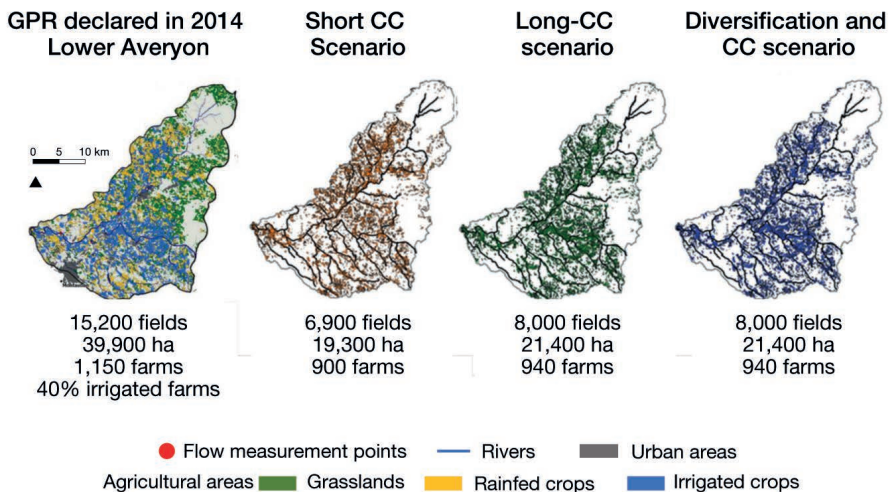 GPR declared in 2014
Lower Averyon
Short CC
Scenario
Long-CC
scenario
Diversification and
CC scenario
0 5 10 km
15,200 fields
39,900 ha
1,150 farms
40% irrigated farms
6,900 fields
19,300 ha
900 farms
8,000 fields
21,400 ha
940 farms
8,000 fields
21,400 ha
940 farms
Flow measurement points
Rivers
Urban areas
Agricultural areas
Grasslands
Rainfed crops
Irrigated crops